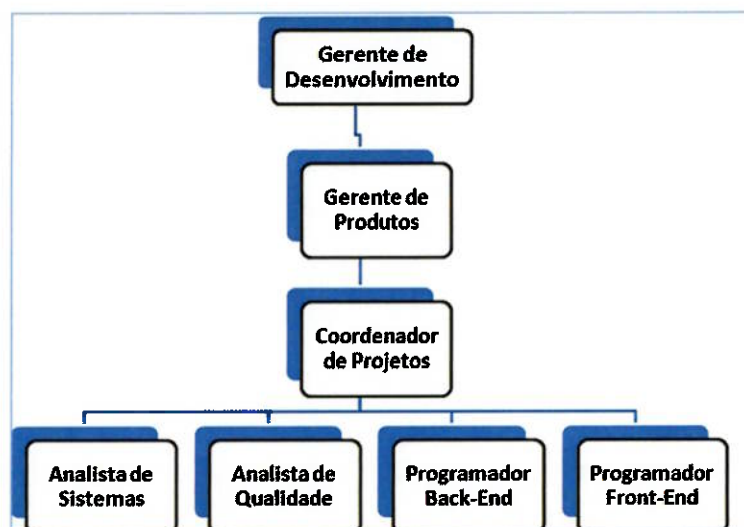 Gerente de
Desenvolvimento
Gerente de
Produtos
Coordenador
de Projetos
Analista de
Sistemas
Analista de
Qualidade
Programador
Back-End
Programador
Front-End